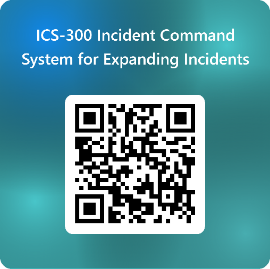 ICS-300 Incident Command
System for Expanding Incidents